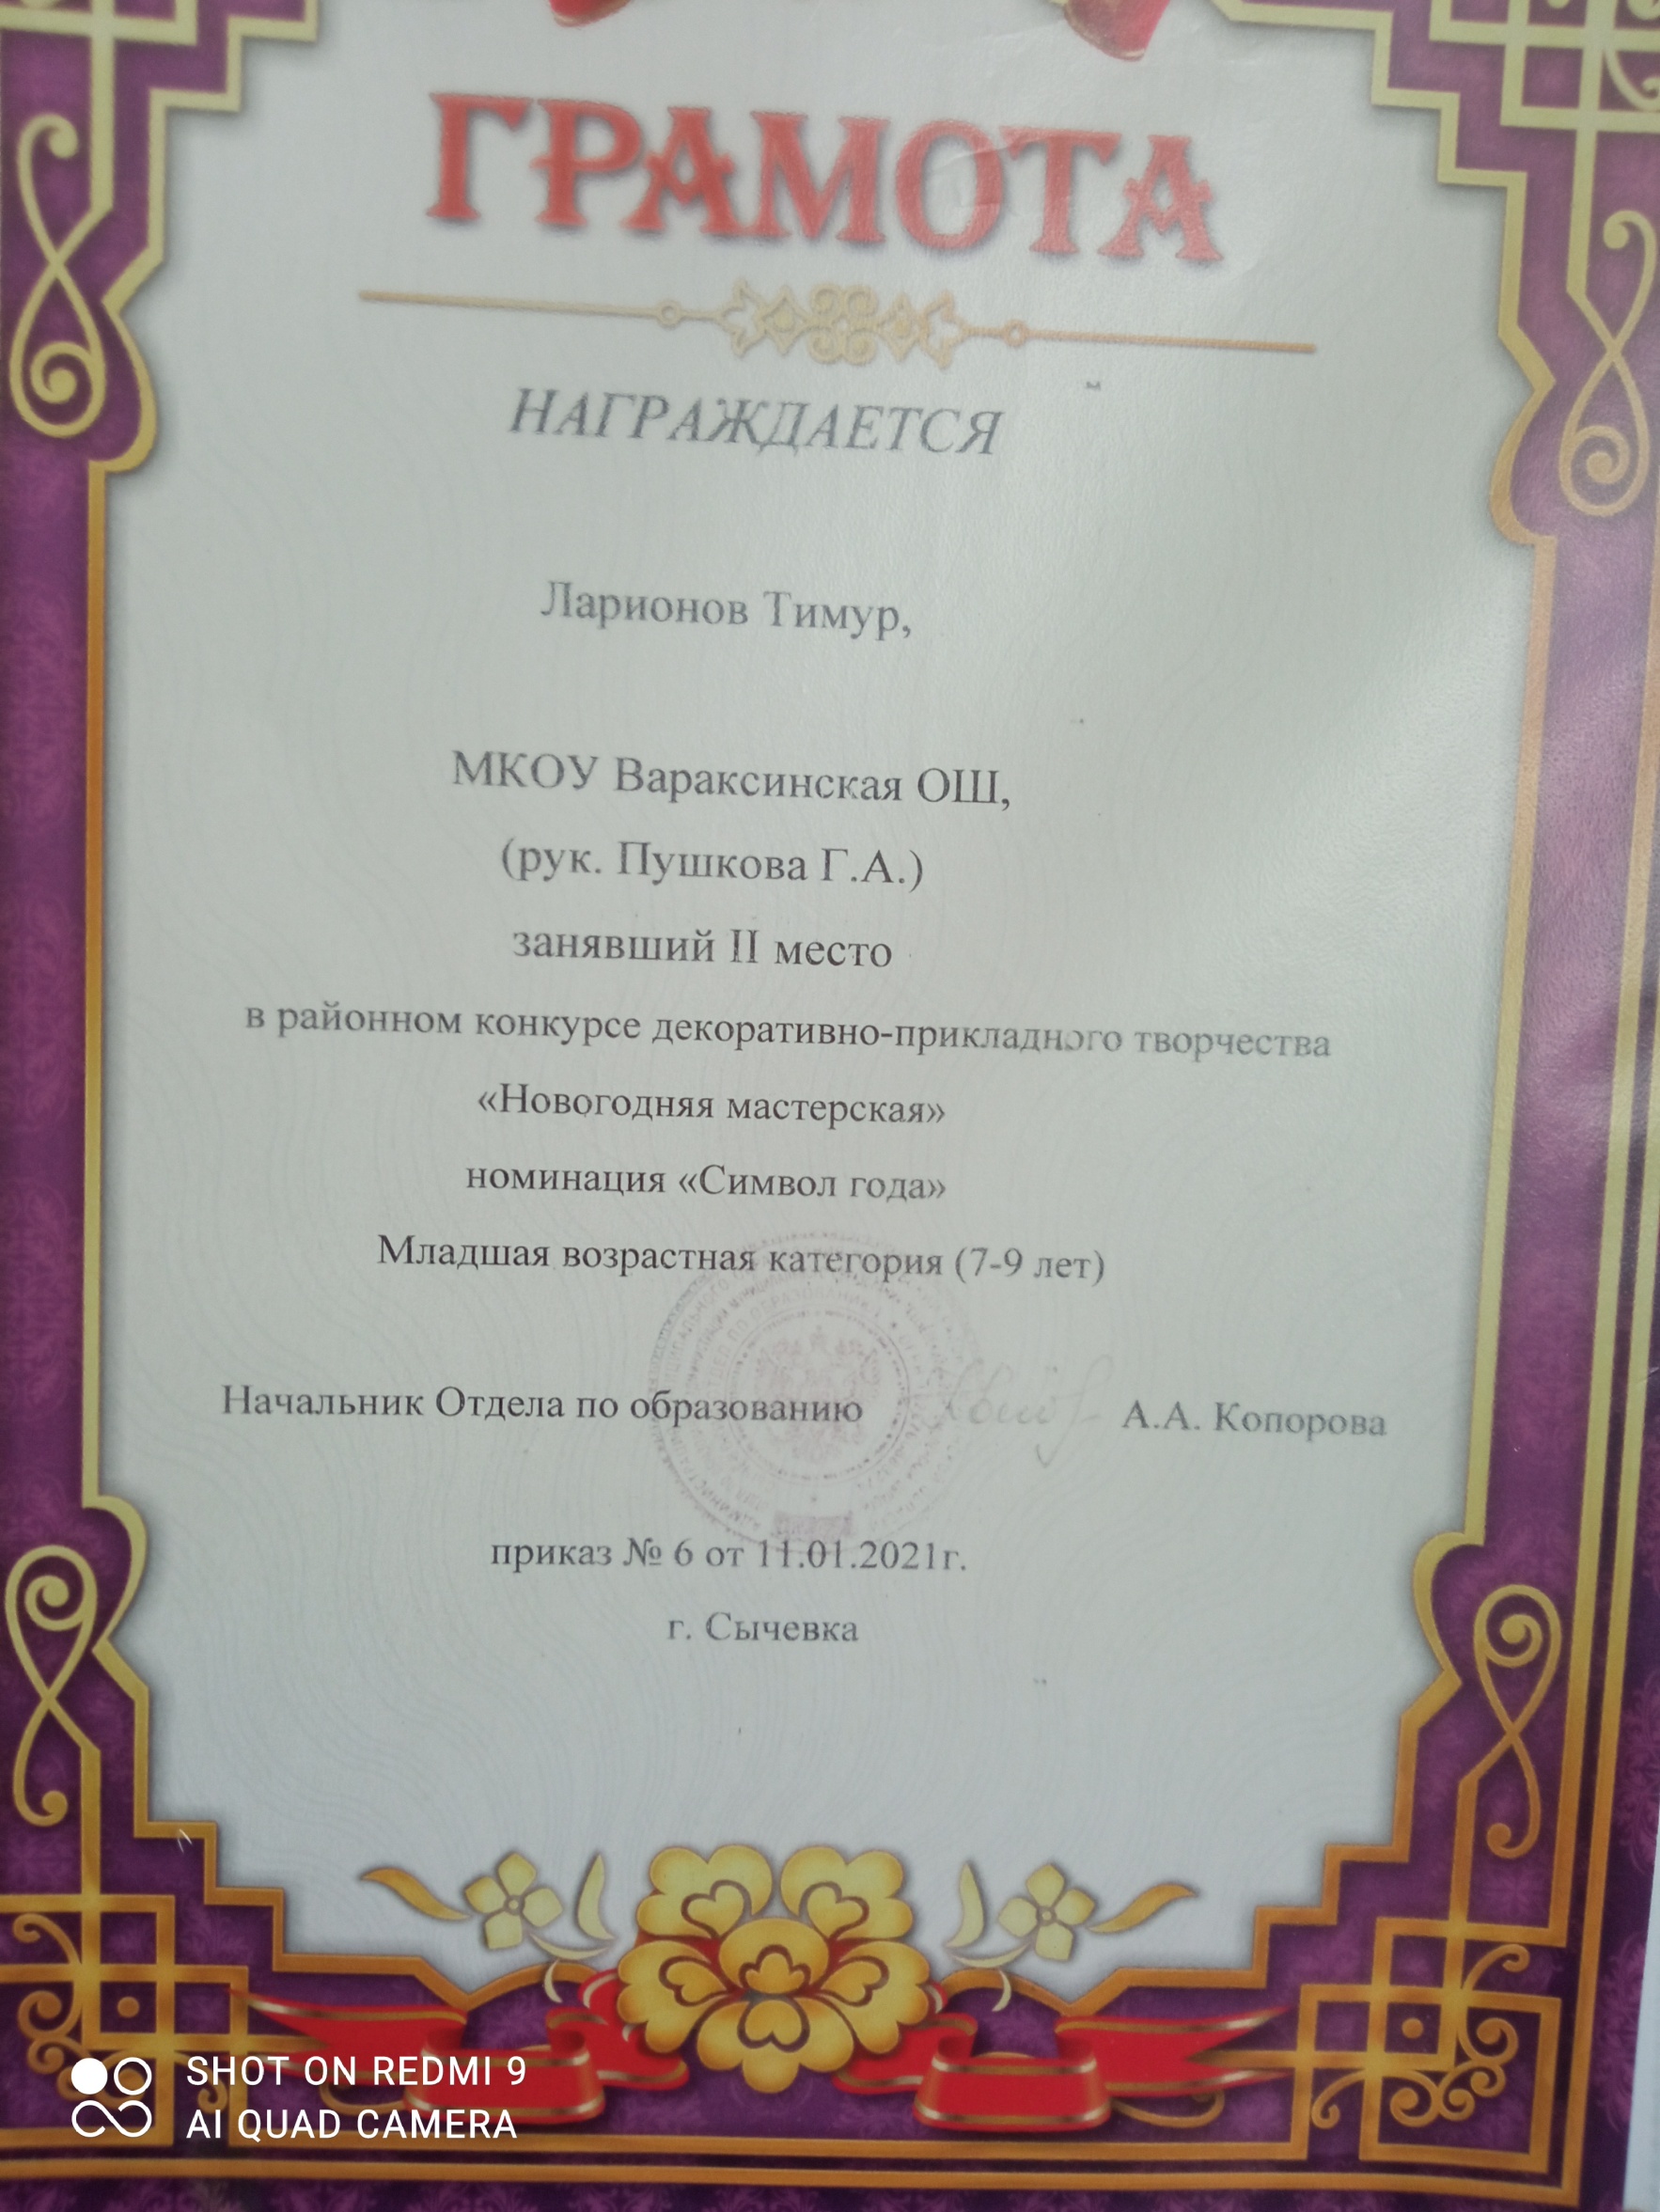 ГРАМОТА
НАГРАЖДАЕТСЯ
Ларионов Тимур,
МКОУ Вараксинская ОШ,
(рук. Пушкова Г.А.)
занявший II место
в районном конкурсе декоративно-прикладного творчества
«Новогодняя мастерская»
номинация «Символ года»
Младшая возрастная категория (7-9 лет)
Начальник Отдела по образованию А.А. Копорова
приказ № 6 от 11.01.2021г.
г. Сычевка
SHOT ON REDMI 9
AI QUAD CAMERA